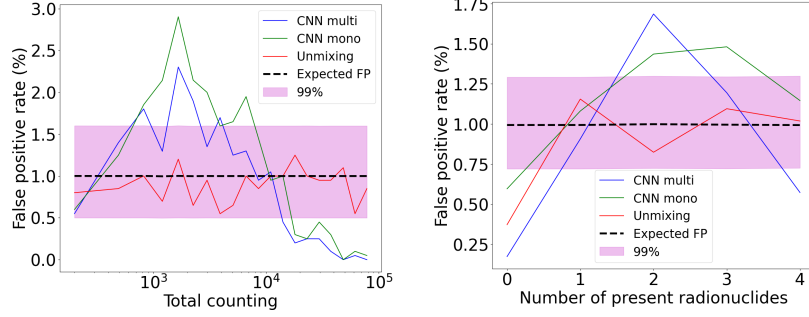 False positive rate (%)
3.0
2.5
2.0
1.5
1.0
0.5
0.0
10³
10⁴
10⁵
Total counting
CNN multi
CNN mono
Unmixing
Expected FP
99%
False positive rate (%)
1.75
1.50
1.25
1.00
0.75
0.50
0.25
0 1 2 3 4
Number of present radionuclides
CNN multi
CNN mono
Unmixing
Expected FP
99%